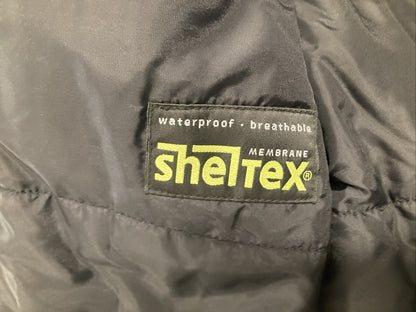 waterproof · breathable
MEMBRANE
shelTEX®